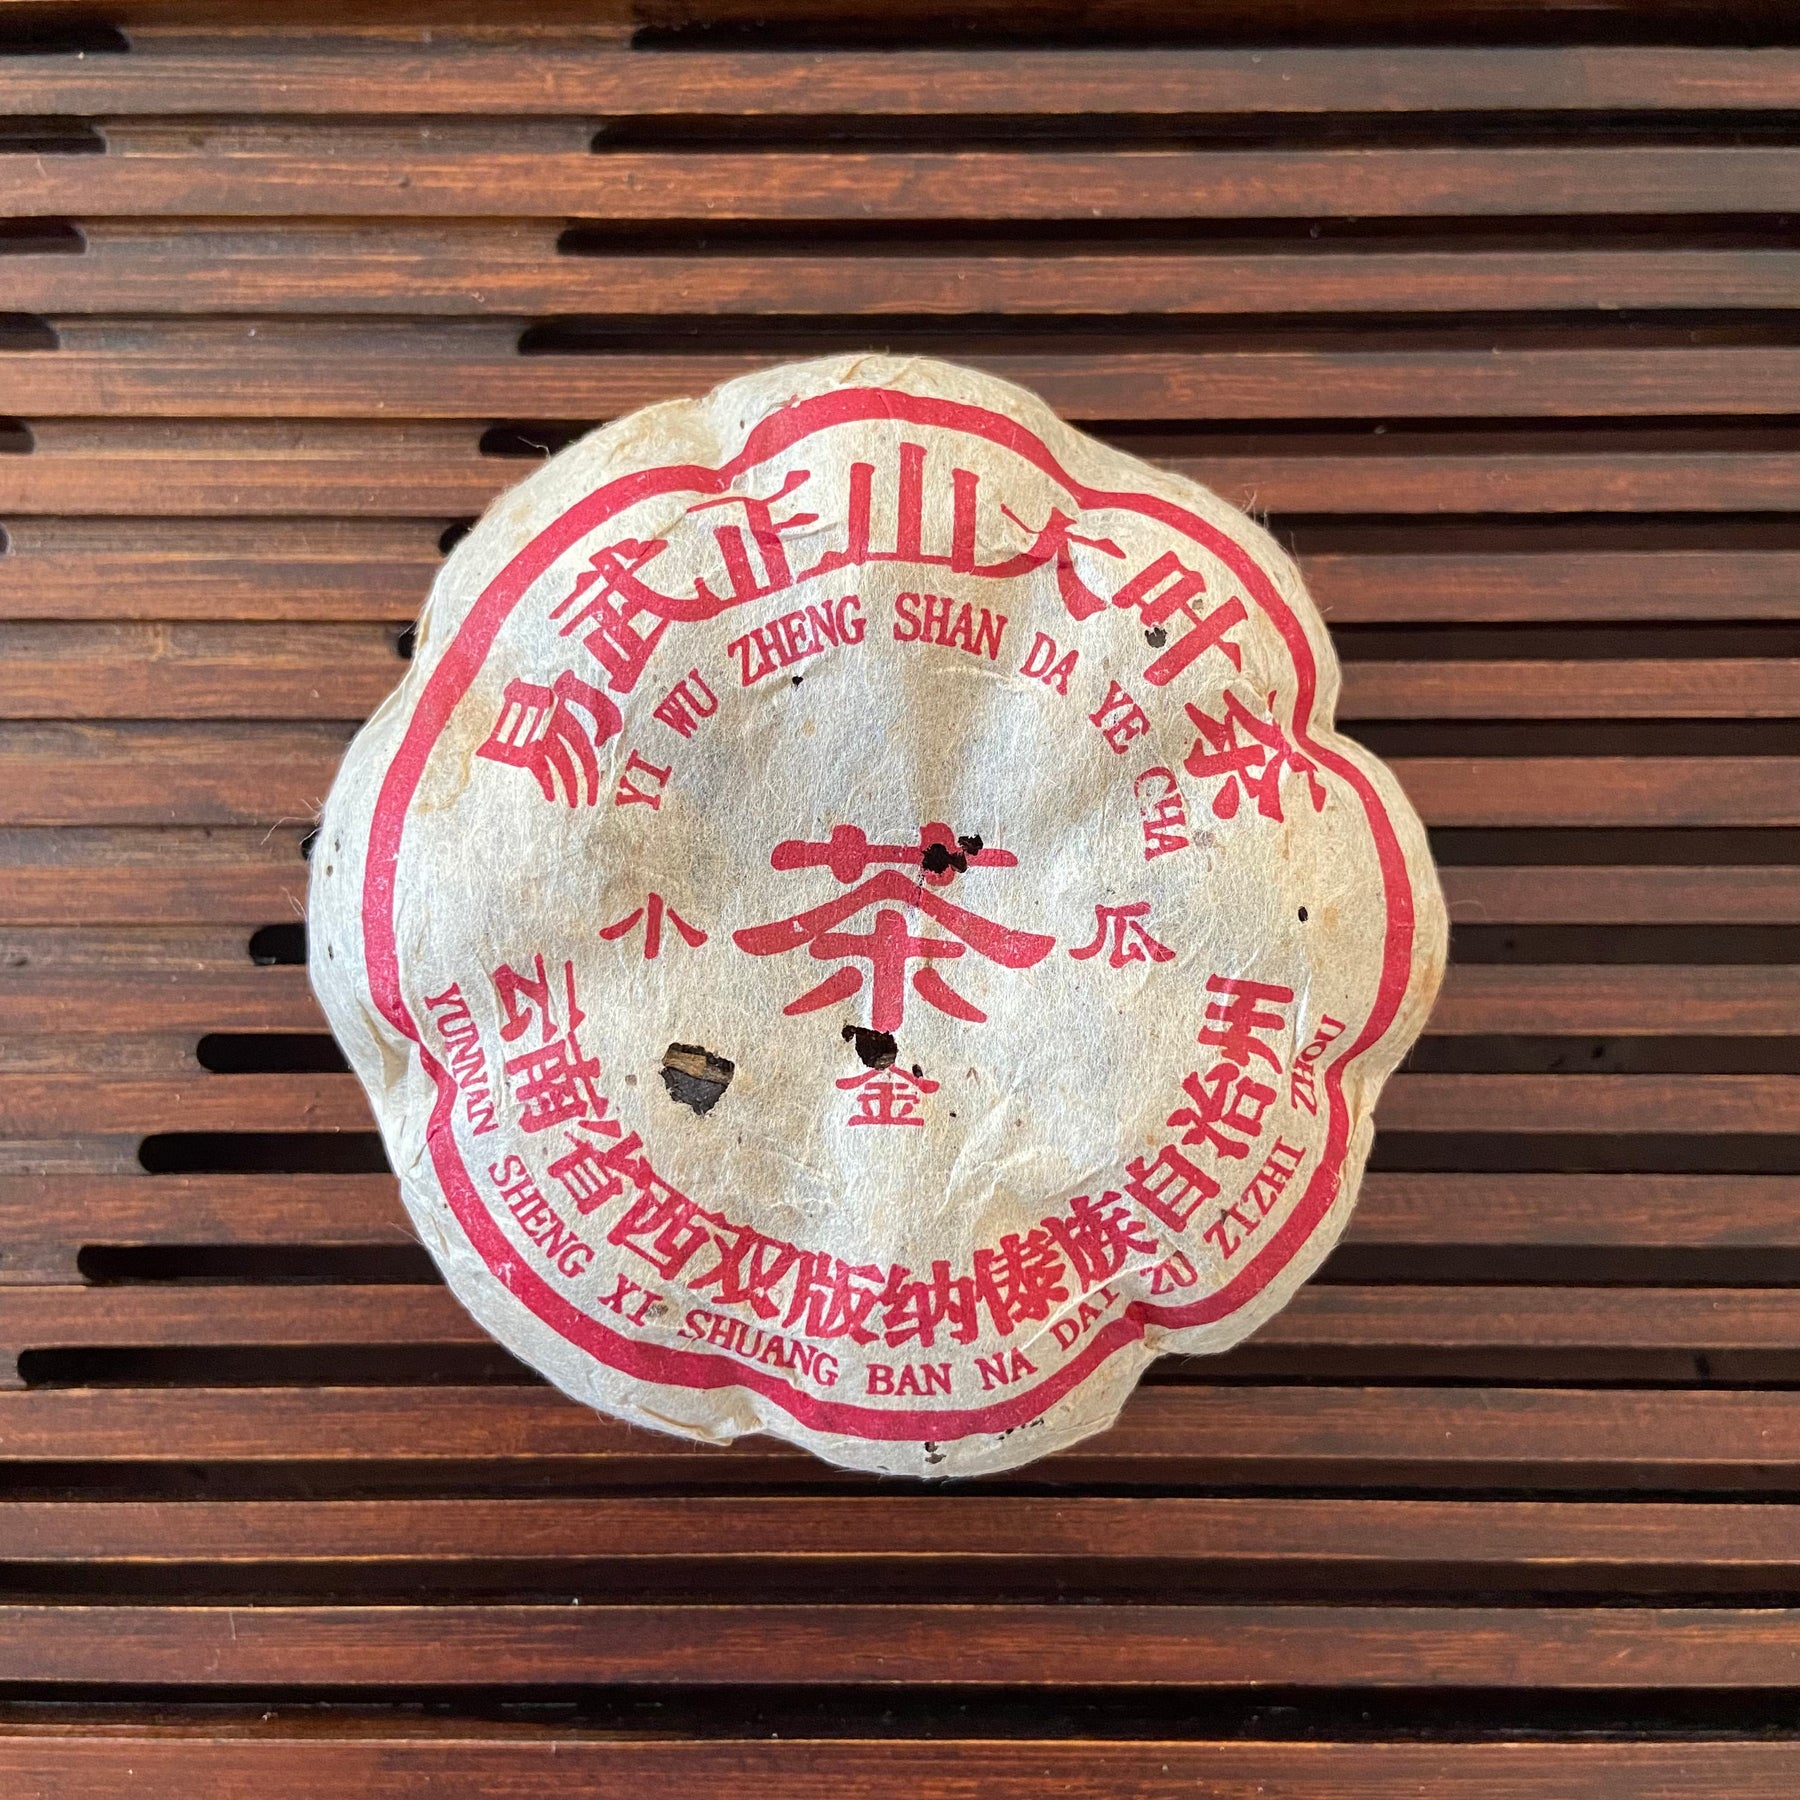 易武正山大叶茶
YI WU ZHENG SHAN DA YE CHA
小 茶 瓜
金
云南省西双版纳傣族自治州
YUNNAN SHENG XI SHUANG BAN NA DAI ZU ZIZHI ZHOU